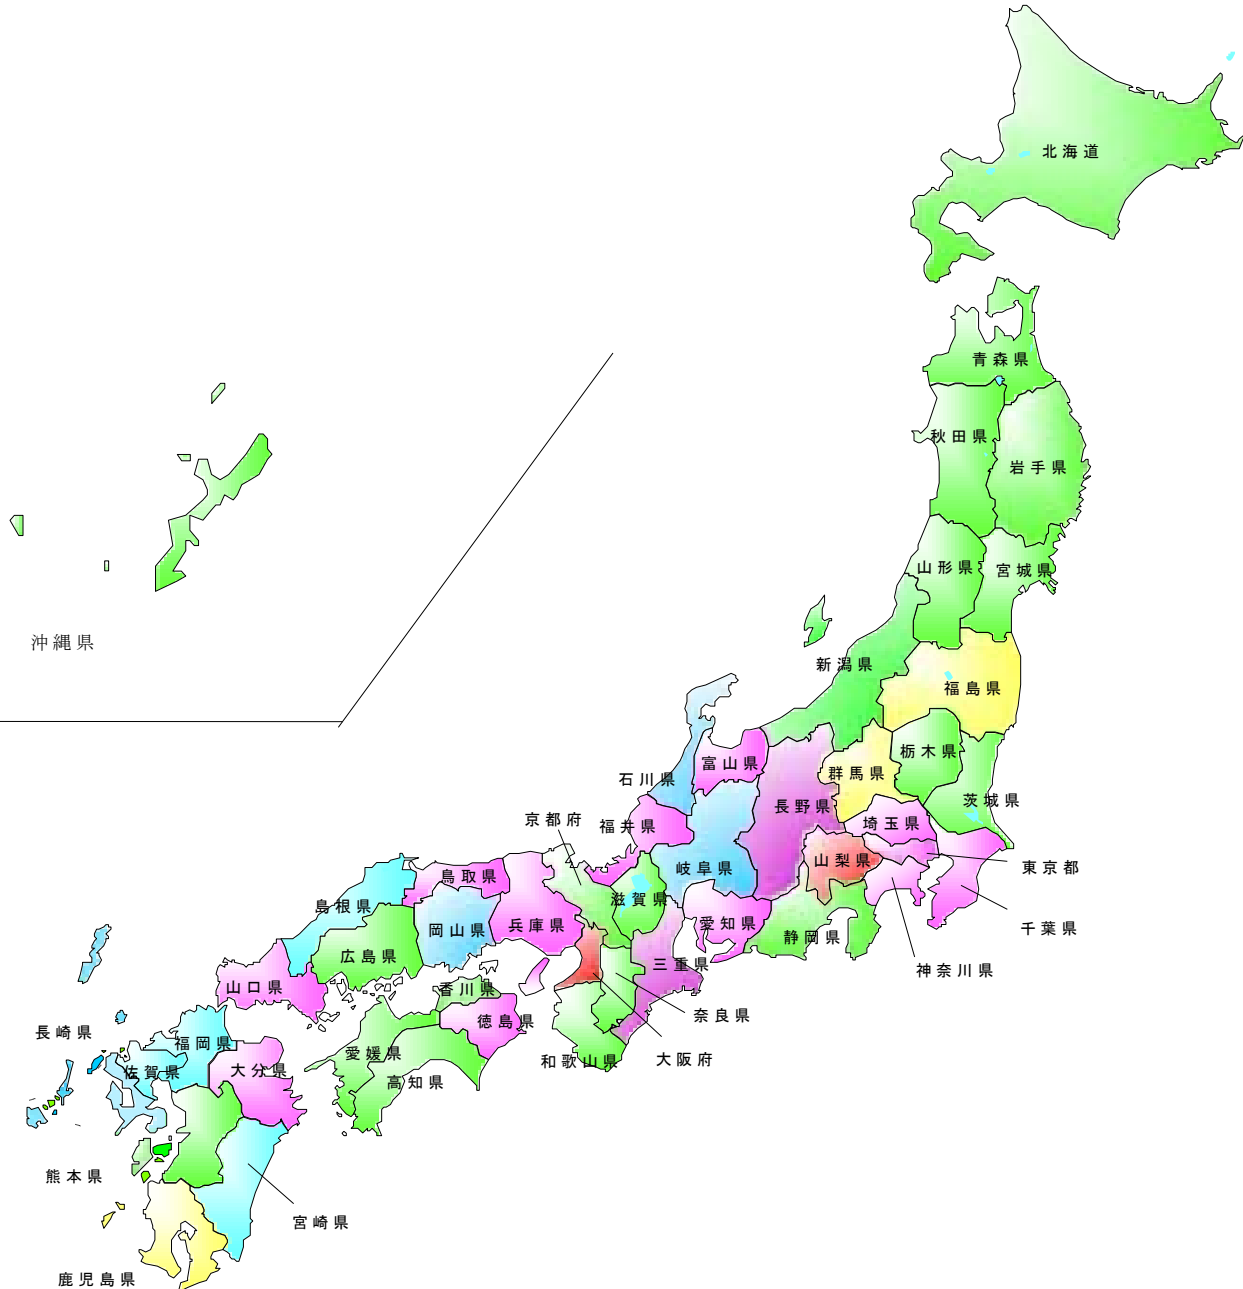 北海道
青森県
秋田県
岩手県
山形県
宮城県
沖縄県
新潟県
福島県
栃木県
富山県
群馬県
石川県
長野県
茨城県
京都府
福井県
埼玉県
岐阜県
山梨県
東京都
鳥取県
滋賀県
島根県
岡山県
兵庫県
愛知県
千葉県
静岡県
広島県
三重県
神奈川県
山口県
香川県
奈良県
徳島県
長崎県
福岡県
愛媛県
和歌山県
大阪府
佐賀県
大分県
高知県
熊本県
宮崎県
鹿児島県